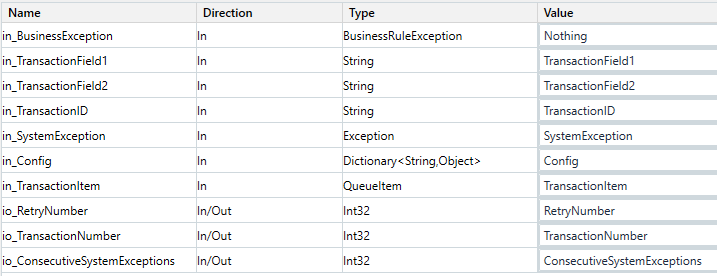 Name Direction Type Value
in_BusinessException In BusinessRuleException Nothing
in_TransactionField1 In String TransactionField1
in_TransactionField2 In String TransactionField2
in_TransactionID In String TransactionID
in_SystemException In Exception SystemException
in_Config In Dictionary<String,Object> Config
in_TransactionItem In QueueItem TransactionItem
io_RetryNumber In/Out Int32 RetryNumber
io_TransactionNumber In/Out Int32 TransactionNumber
io_ConsecutiveSystemExceptions In/Out Int32 ConsecutiveSystemExceptions